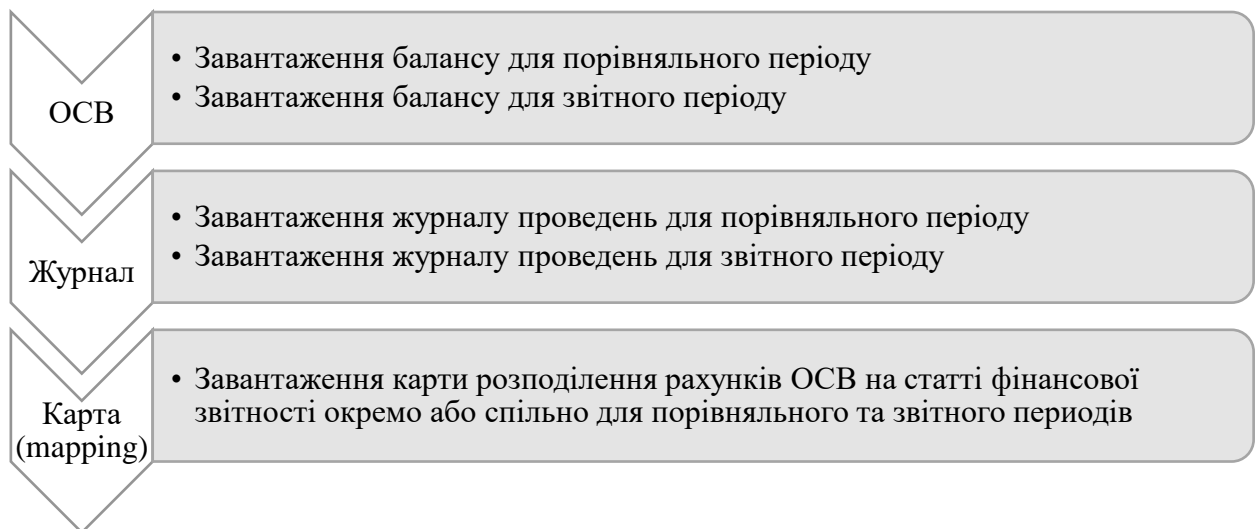 ОСВ
• Завантаження балансу для порівняльного періоду
• Завантаження балансу для звітного періоду
Журнал
• Завантаження журналу проведень для порівняльного періоду
• Завантаження журналу проведень для звітного періоду
Карта
(mapping)
• Завантаження карти розподілення рахунків ОСВ на статті фінансової
звітності окремо або спільно для порівняльного та звітного периодів